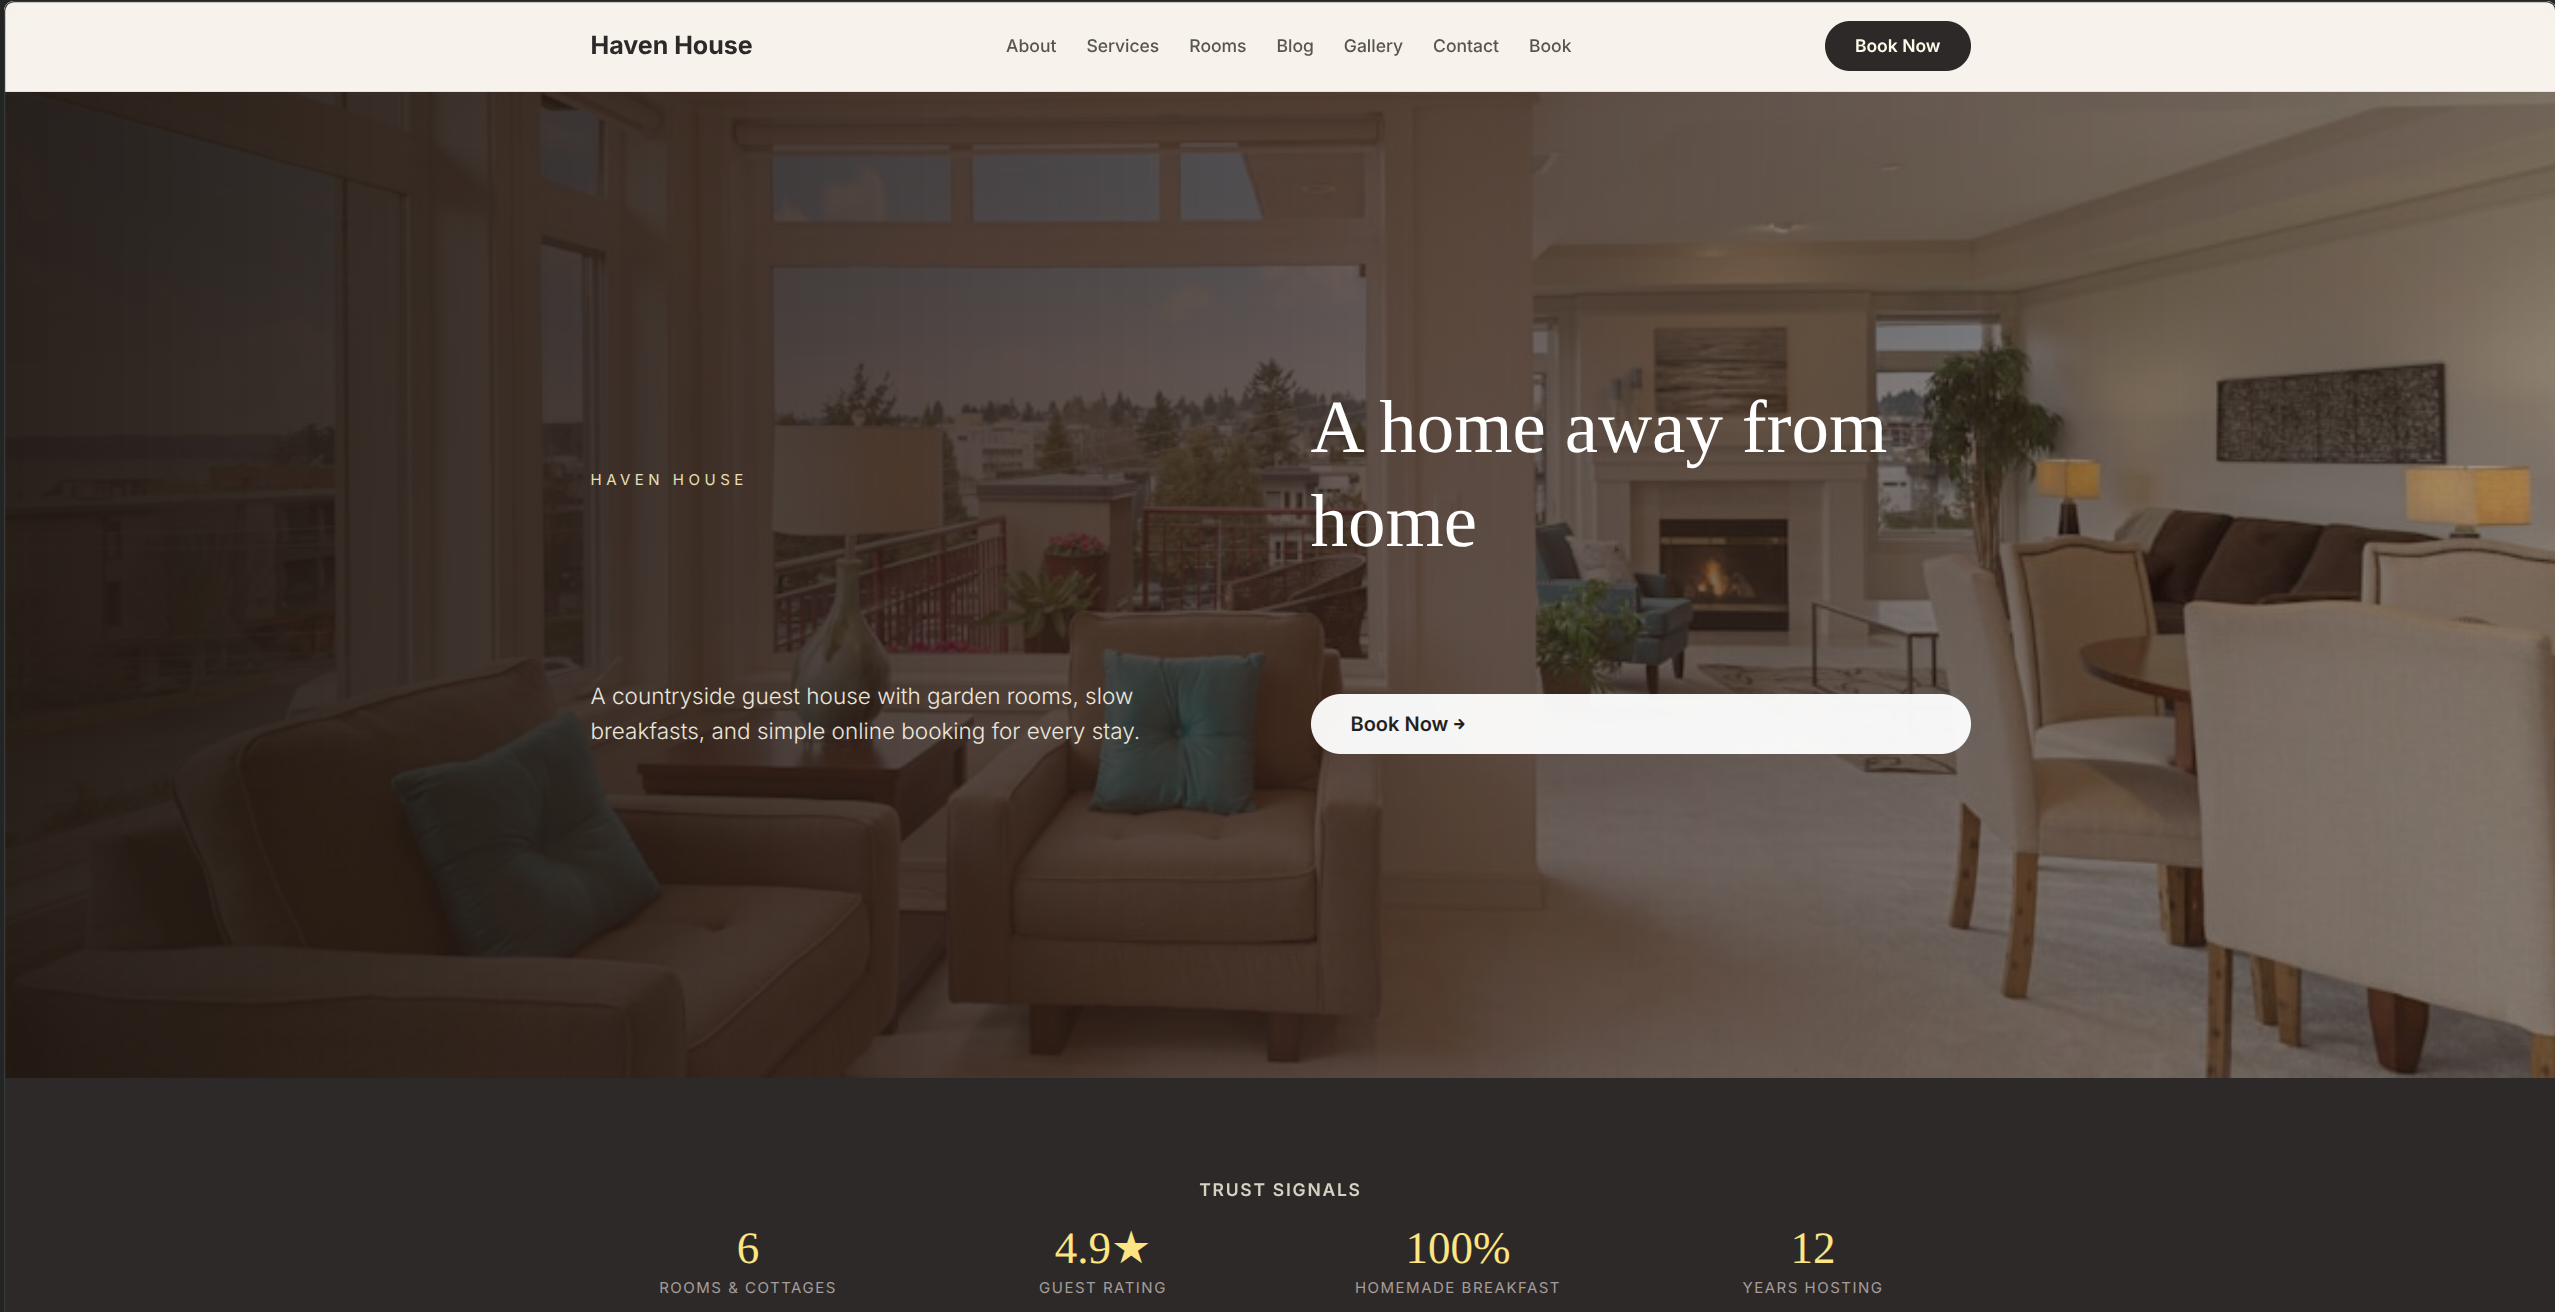 Haven House
About Services Rooms Blog Gallery Contact Book
Book Now
HAVEN HOUSE
A home away from
home
A countryside guest house with garden rooms, slow
breakfasts, and simple online booking for every stay.
Book Now →
TRUST SIGNALS
6
ROOMS & COTTAGES
4.9★
GUEST RATING
100%
HOMEMADE BREAKFAST
12
YEARS HOSTING